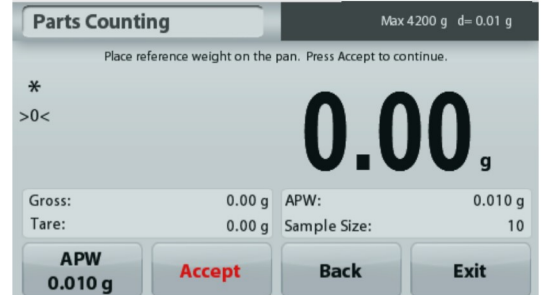 Parts Counting
Max 4200 g d= 0.01 g
Place reference weight on the pan. Press Accept to continue.
*
>0<
0.00 g
Gross: 0.00 g
Tare: 0.00 g
APW: 0.010 g
Sample Size: 10
APW
0.010 g
Accept
Back
Exit